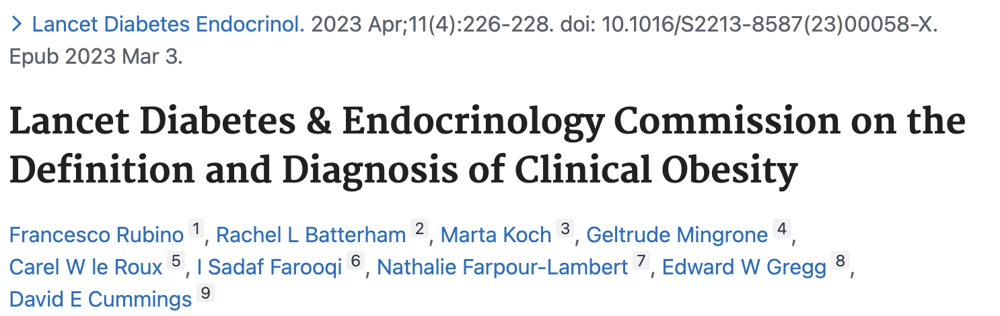 > Lancet Diabetes Endocrinol. 2023 Apr;11(4):226-228. doi: 10.1016/S2213-8587(23)00058-X.
Epub 2023 Mar 3.
Lancet Diabetes & Endocrinology Commission on the
Definition and Diagnosis of Clinical Obesity
Francesco Rubino 1, Rachel L Batterham 2, Marta Koch 3, Geltrude Mingrone 4,
Carel W le Roux 5, I Sadaf Farooqi 6, Nathalie Farpour-Lambert 7, Edward W Gregg 8,
David E Cummings 9